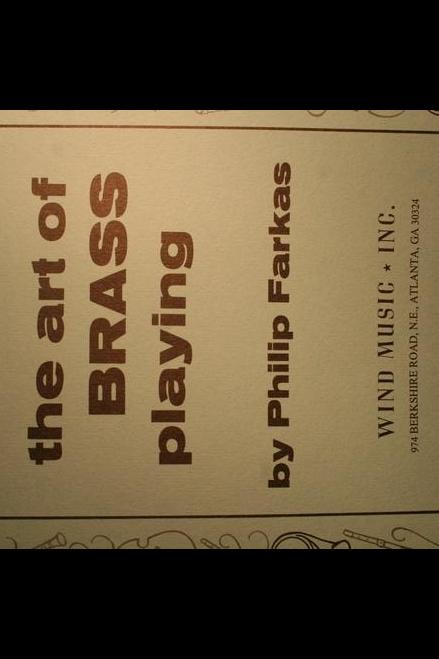 the art of
BRASS
playing
by Philip Farkas
WIND MUSIC ★ INC.
974 BERKSHIRE ROAD, N.E., ATLANTA, GA 30324